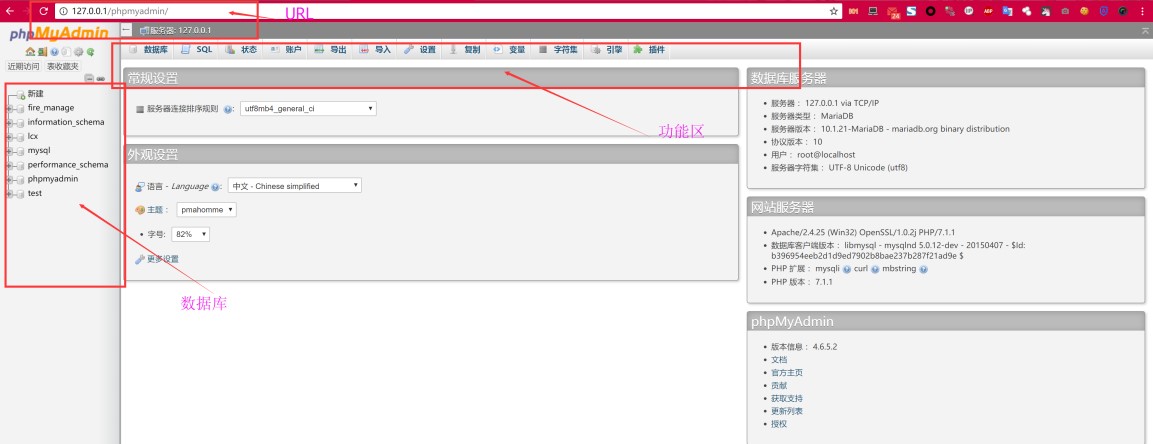 127.0.0.1/phpmyadmin/
URL
24
ABP
phpMyAdmin
服务器: 127.0.0.1
近期访问 表收藏夹
数据库 SQL 状态 账户 导出 导入 设置 复制 变量 字符集 引擎 插件
新建
fire_manage
information_schema
lcx
mysql
performance_schema
phpmyadmin
test
数据库
常规设置
服务器连接排序规则 : utf8mb4_general_ci
功能区
外观设置
语言 - Language : 中文 - Chinese simplified
主题： pmahomme
字号: 82%
更多设置
数据库服务器
服务器： 127.0.0.1 via TCP/IP
服务器类型： MariaDB
服务器版本： 10.1.21-MariaDB - mariadb.org binary distribution
协议版本： 10
用户： root@localhost
服务器字符集： UTF-8 Unicode (utf8)
网站服务器
Apache/2.4.25 (Win32) OpenSSL/1.0.2j PHP/7.1.1
数据库客户端版本： libmysql - mysqlnd 5.0.12-dev - 20150407 - $Id:
b396954eeb2d1d9ed7902b8bae237b287f21ad9e $
PHP 扩展： mysqli curl mbstring
PHP 版本： 7.1.1
phpMyAdmin
版本信息： 4.6.5.2
文档
官方主页
贡献
获取支持
更新列表
授权